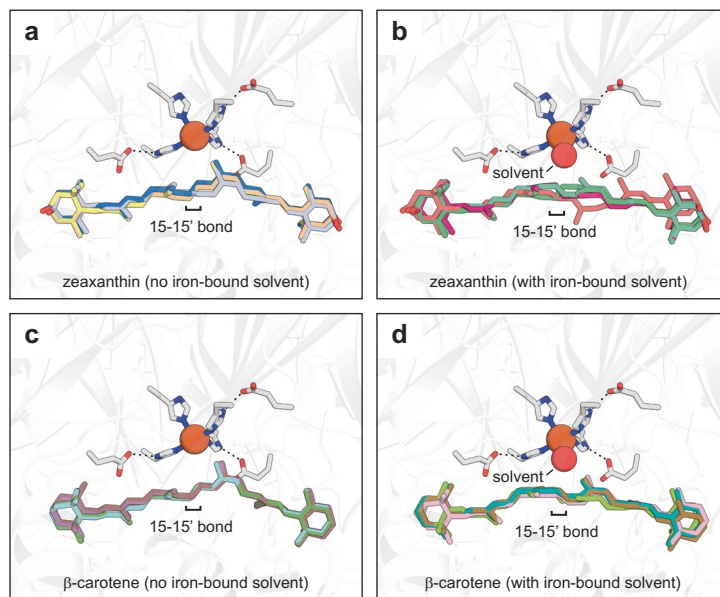 a
15-15' bond
zeaxanthin (no iron-bound solvent)
b
solvent
15-15' bond
zeaxanthin (with iron-bound solvent)
c
15-15' bond
β-carotene (no iron-bound solvent)
d
solvent
15-15' bond
β-carotene (with iron-bound solvent)